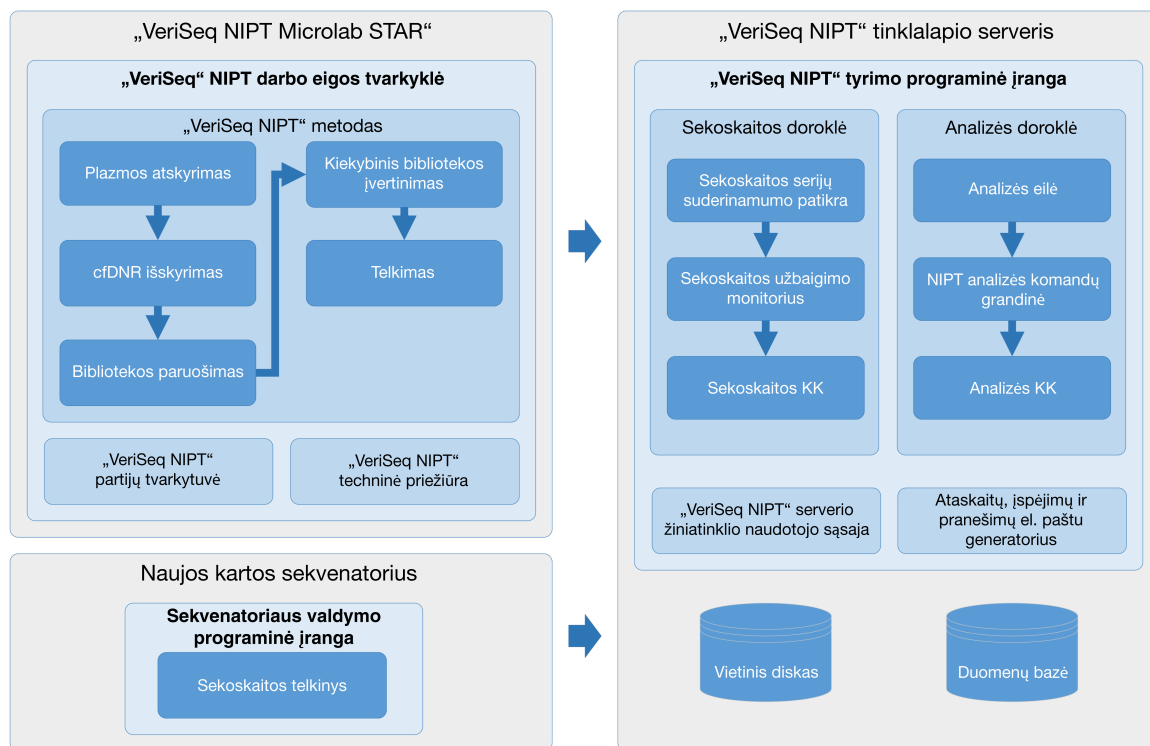 „VeriSeq NIPT Microlab STAR“
„VeriSeq“ NIPT darbo eigos tvarkyklė
„VeriSeq NIPT“ metodas
Plazmos atskyrimas
cfDNR išskyrimas
Bibliotekos paruošimas
Kiekybinis bibliotekos
įvertinimas
Telkimas
„VeriSeq NIPT“
partijų tvarkytuvė
„VeriSeq NIPT“
techninė priežiūra
Naujos kartos sekvenatorius
Sekvenatoriaus valdymo
programinė įranga
Sekoskaitos telkinys
„VeriSeq NIPT“ tinklalapio serveris
„VeriSeq NIPT“ tyrimo programinė įranga
Sekoskaitos doroklė
Sekoskaitos serijų
suderinamumo patikra
Sekoskaitos užbaigimo
monitorius
Sekoskaitos KK
Analizės doroklė
Analizės eilė
NIPT analizės komandų
grandinė
Analizės KK
„VeriSeq NIPT“ serverio
žiniatinklio naudotojo sąsaja
Ataskaitų, įspėjimų ir
pranešimų el. paštu
generatorius
Vietinis diskas
Duomenų bazė